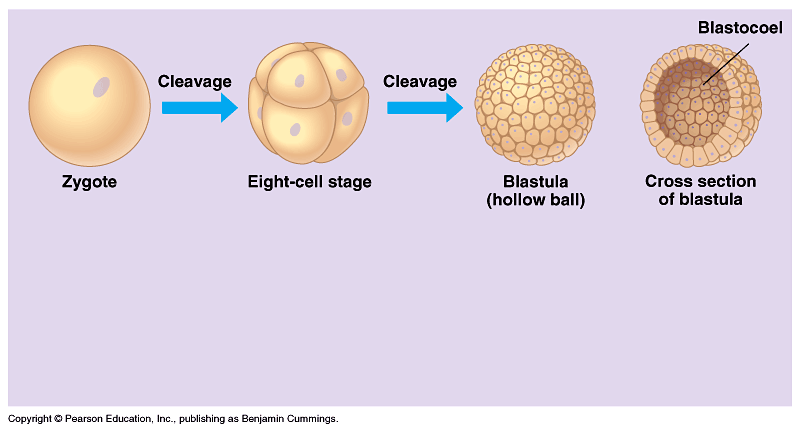 Blastocoel
Cleavage
Cleavage
Zygote
Eight-cell stage
Blastula
(hollow ball)
Cross section
of blastula
Copyright © Pearson Education, Inc., publishing as Benjamin Cummings.